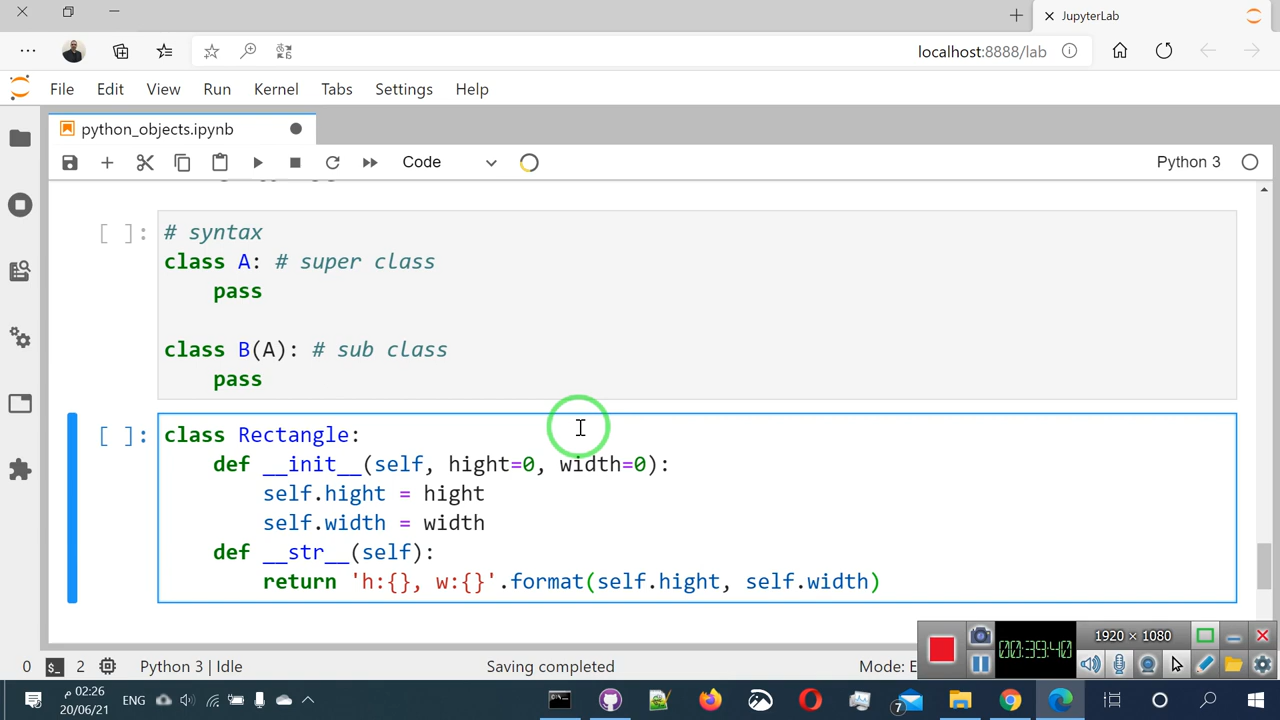 JupyterLab
localhost:8888/lab
File Edit View Run Kernel Tabs Settings Help
python_objects.ipynb
Code
Python 3
[ ]: # syntax
class A: # super class
    pass
class B(A): # sub class
    pass
[ ]: class Rectangle:
    def __init__(self, hight=0, width=0):
        self.hight = hight
        self.width = width
    def __str__(self):
        return 'h:{}, w:{}'.format(self.hight, self.width)
1920 × 1080
00:39:40
0 2 Python 3 | Idle Saving completed Mode: E
02:26 م
ENG
20/06/21
7